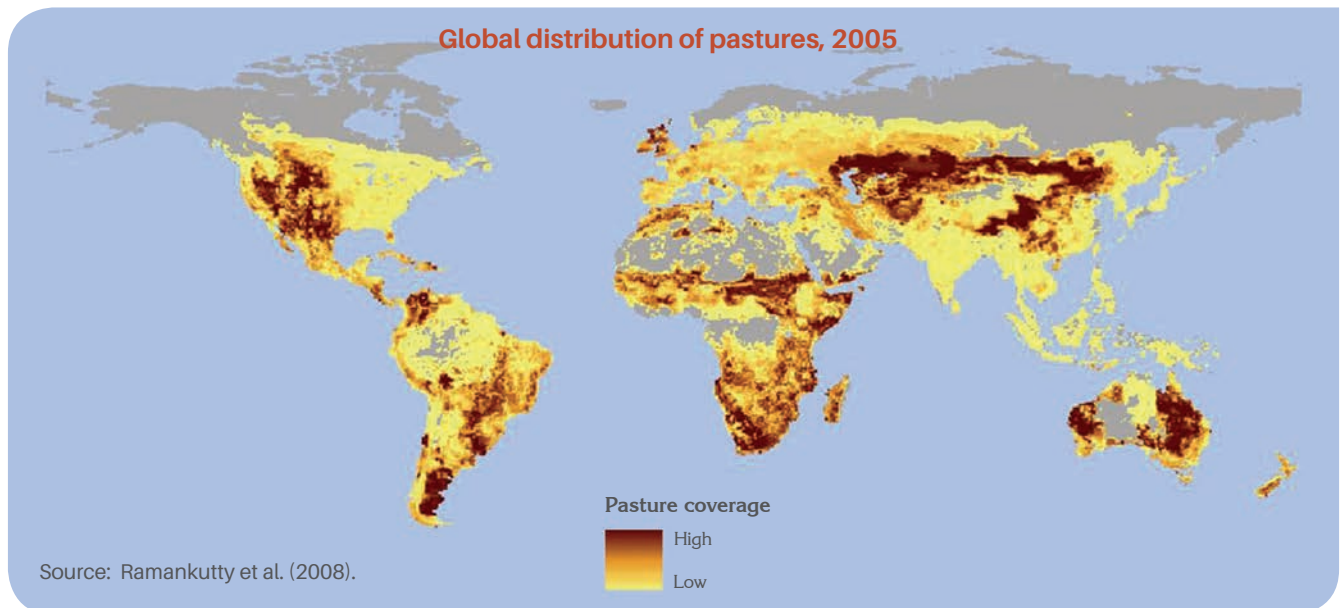 Global distribution of pastures, 2005
Pasture coverage
High
Low
Source: Ramankutty et al. (2008).